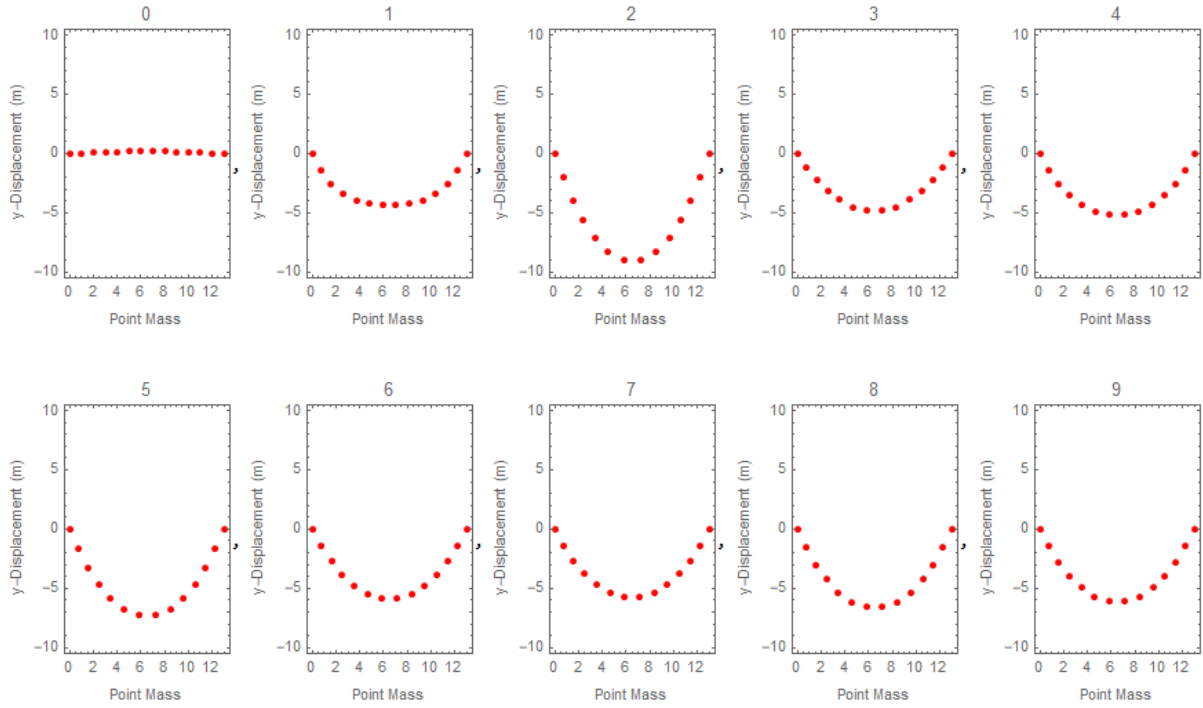 0 1 2 3 4
10 10 10 10 10
5 5 5 5 5
0 0 0 0 0
−5 −5 −5 −5 −5
−10 −10 −10 −10 −10
y−Displacement (m) , y−Displacement (m) , y−Displacement (m) , y−Displacement (m) , y−Displacement (m)
0 2 4 6 8 10 12 0 2 4 6 8 10 12 0 2 4 6 8 10 12 0 2 4 6 8 10 12 0 2 4 6 8 10 12
Point Mass Point Mass Point Mass Point Mass Point Mass
5 6 7 8 9
10 10 10 10 10
5 5 5 5 5
0 0 0 0 0
−5 −5 −5 −5 −5
−10 −10 −10 −10 −10
y−Displacement (m) , y−Displacement (m) , y−Displacement (m) , y−Displacement (m) , y−Displacement (m)
0 2 4 6 8 10 12 0 2 4 6 8 10 12 0 2 4 6 8 10 12 0 2 4 6 8 10 12 0 2 4 6 8 10 12
Point Mass Point Mass Point Mass Point Mass Point Mass